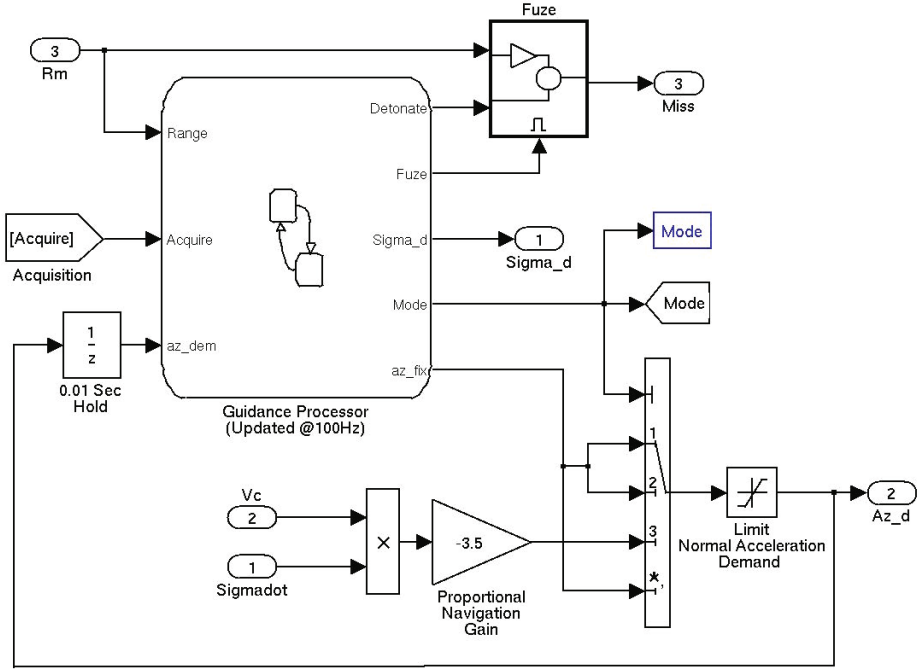 Fuze
3
Rm
Detonate
3
Miss
Range
Fuze
[Acquire]
Acquire
Acquisition
Sigma_d
1
Sigma_d
Mode
Mode
Mode
1
z
az_dem
0.01 Sec
Hold
az_fix
Guidance Processor
(Updated @100Hz)
1
2
3
*,
Vc
2
×
-3.5
1
Sigmadot
Proportional
Navigation
Gain
Limit
Normal Acceleration
Demand
2
Az_d